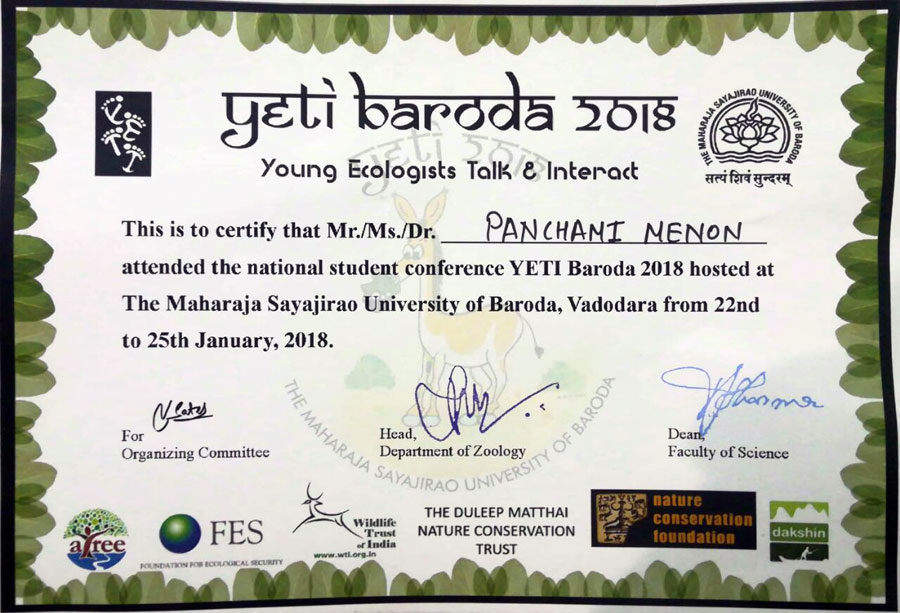 YETI BARODA 2018
Young Ecologists Talk & Interact
THE MAHARAJA SAYAJIRAO UNIVERSITY OF BARODA
सत्यं शिवं सुन्दरम्
YETI 2018
This is to certify that Mr./Ms./Dr. PANCHAMI MENON
attended the national student conference YETI Baroda 2018 hosted at
The Maharaja Sayajirao University of Baroda, Vadodara from 22nd
to 25th January, 2018.
For
Organizing Committee
Head,
Department of Zoology
Dean,
Faculty of Science
THE MAHARAJA SAYAJIRAO UNIVERSITY OF BARODA
atree
FES
FOUNDATION FOR ECOLOGICAL SECURITY
Wildlife
Trust
of India
www.wti.org.in
THE DULEEP MATTHAI
NATURE CONSERVATION
TRUST
nature
conservation
foundation
dakshin